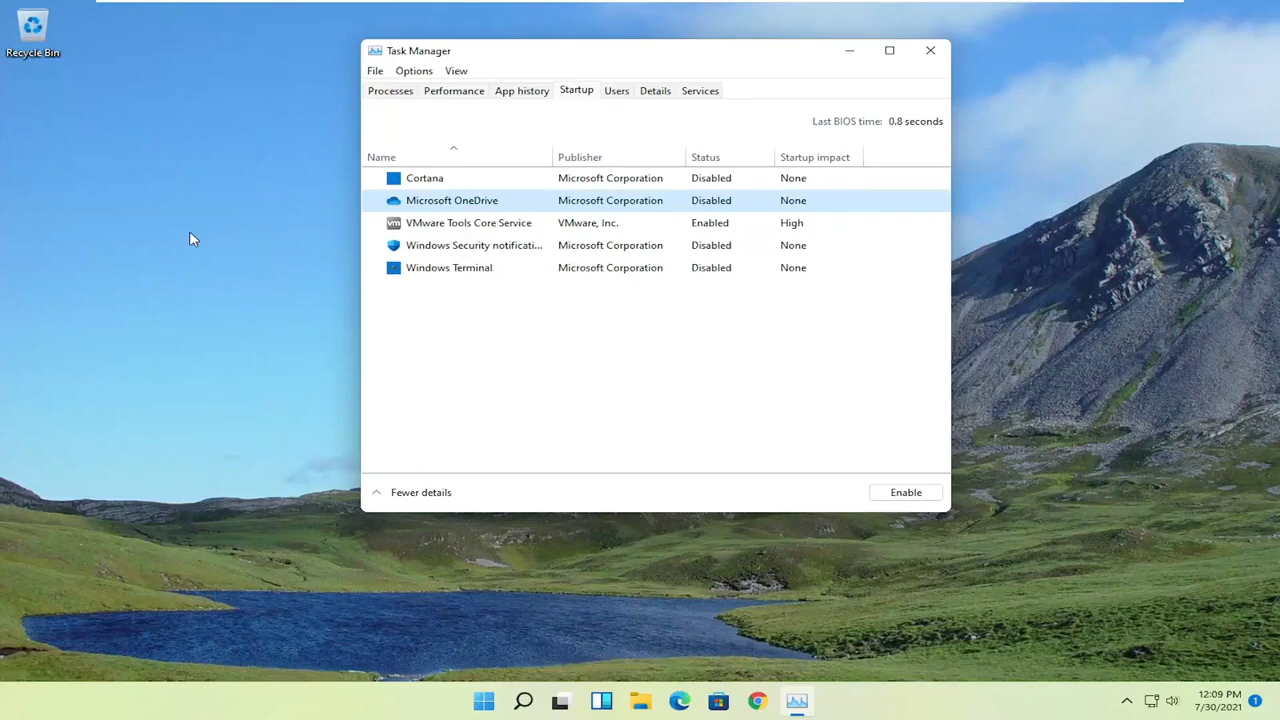 Recycle Bin
Task Manager
File Options View
Processes Performance App history Startup Users Details Services
Last BIOS time: 0.8 seconds
Name Publisher Status Startup impact
Cortana Microsoft Corporation Disabled None
Microsoft OneDrive Microsoft Corporation Disabled None
vm VMware Tools Core Service VMware, Inc. Enabled High
Windows Security notificati... Microsoft Corporation Disabled None
Windows Terminal Microsoft Corporation Disabled None
Fewer details Enable
12:09 PM
7/30/2021 1